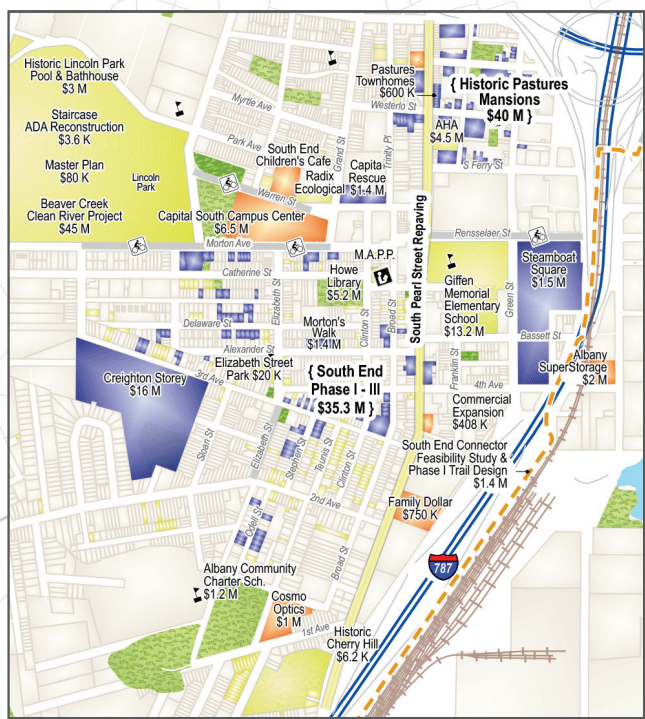 Historic Lincoln Park
Pool & Bathhouse
$3 M
Staircase
ADA Reconstruction
$3.6 K
Master Plan
$80 K
Lincoln
Park
Beaver Creek
Clean River Project
$45 M
Myrtle Ave
Park Ave
Grand St
Trinity Pl
Westerlo St
Pastures
Townhomes
$600 K
{ Historic Pastures
Mansions
$40 M }
AHA
$4.5 M
S Ferry St
South End
Children's Cafe
Radix
Ecological
Capital
Rescue
$1.4 M
Warren St
Capital South Campus Center
$6.5 M
Morton Ave
South Pearl Street Repaving
Rensselaer St
Steamboat
Square
$1.5 M
M.A.P.P.
Catherine St
Howe
Library
$5.2 M
Elizabeth St
Giffen
Memorial
Elementary
School
$13.2 M
Green St
Clinton St
Broad St
Delaware St
Morton's
Walk
$1.4 M
Bassett St
Alexander St
Elizabeth Street
Park $20 K
3rd Ave
Albany
SuperStorage
$2 M
Franklin St
4th Ave
Creighton Storey
$16 M
{ South End
Phase I - III
$35.3 M }
Commercial
Expansion
$408 K
Sloan St
Elizabeth St
Stephen St
Teunis St
Clinton St
South End Connector
Feasibility Study &
Phase I Trail Design
$1.4 M
2nd Ave
Family Dollar
$750 K
Odell St
Broad St
787
Albany Community
Charter Sch.
$1.2 M
Cosmo
Optics
$1 M
1st Ave
Historic
Cherry Hill
$6.2 K